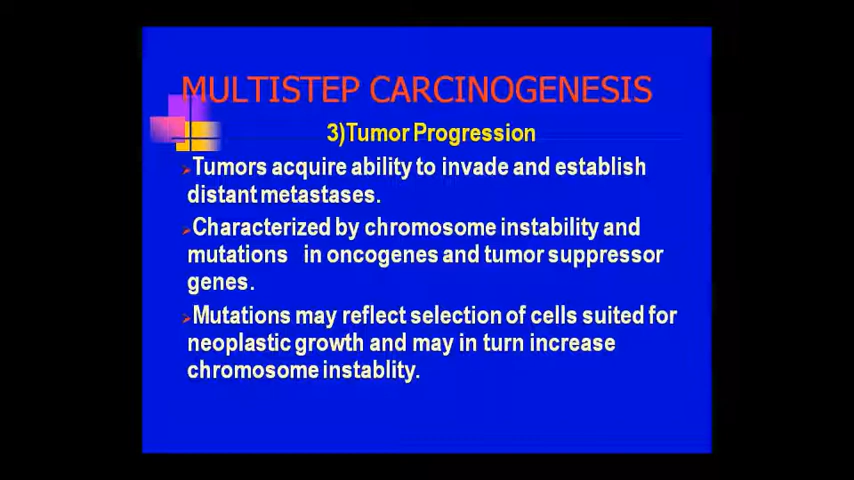 MULTISTEP CARCINOGENESIS
3)Tumor Progression
Tumors acquire ability to invade and establish
distant metastases.
Characterized by chromosome instability and
mutations in oncogenes and tumor suppressor
genes.
Mutations may reflect selection of cells suited for
neoplastic growth and may in turn increase
chromosome instablity.